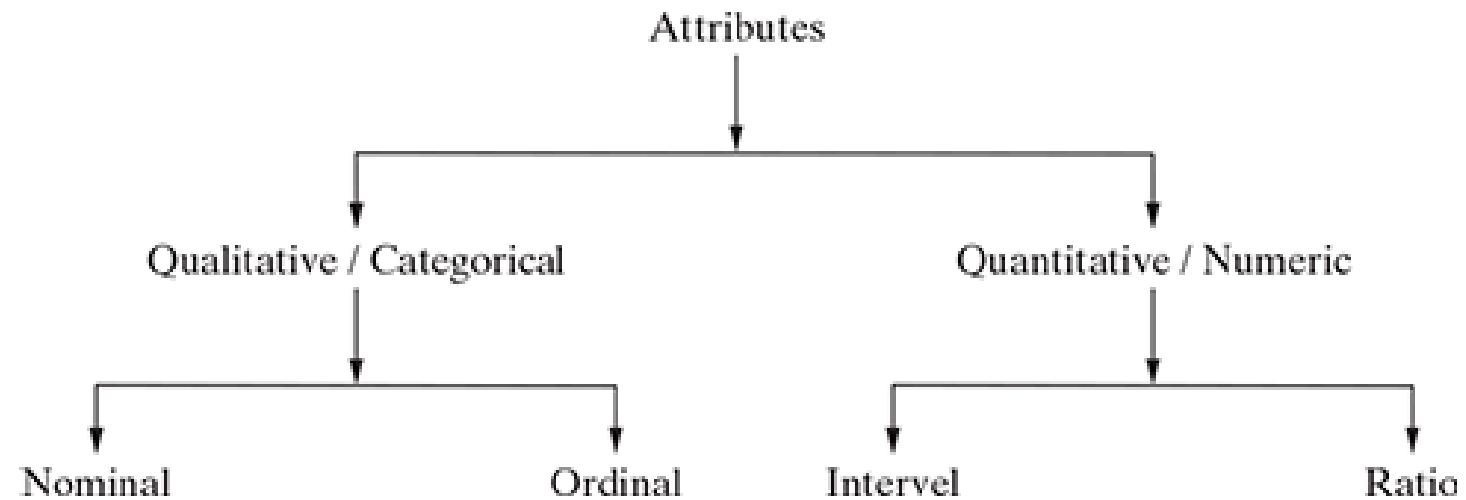 Attributes
Qualitative / Categorical Quantitative / Numeric
Nominal Ordinal Intervel Ratio